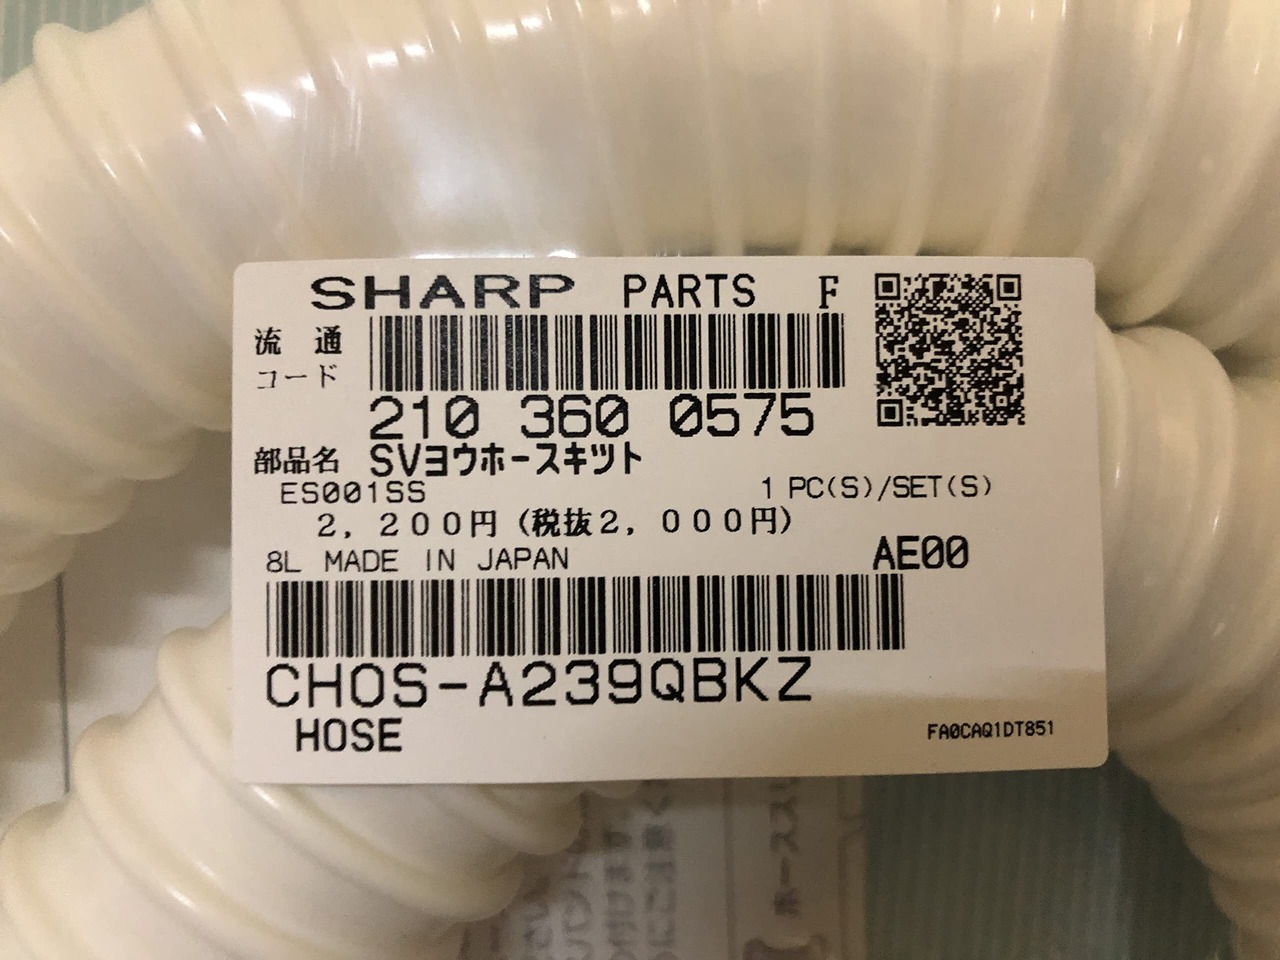 SHARP PARTS F
流通
コード
210 360 0575
部品名 SVヨウホースキツト
ES001SS 1 PC(S)/SET(S)
2,200円(税抜2,000円)
8L MADE IN JAPAN AE00
CHOS-A239QBKZ
HOSE FA0CAQ1DT851